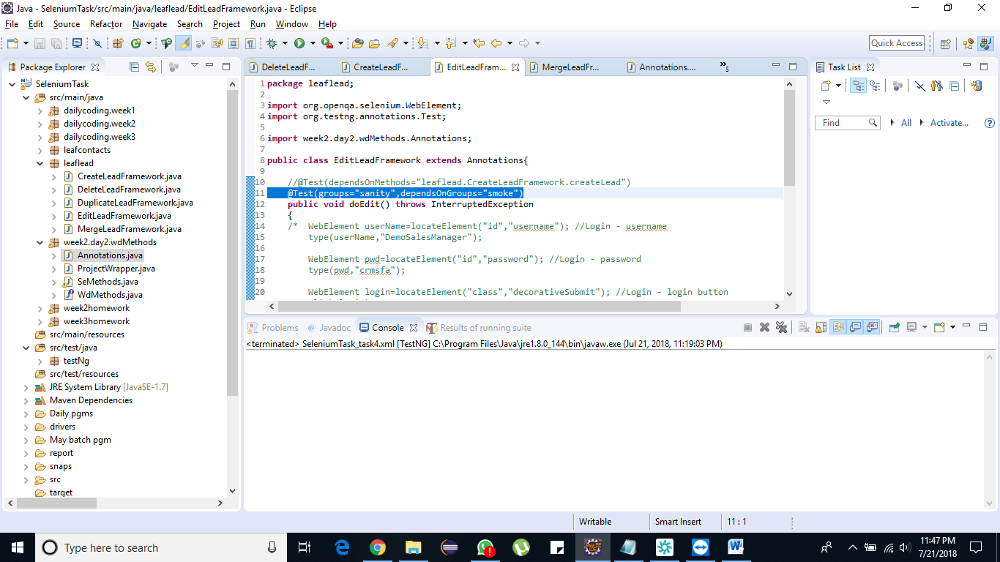 Java - SeleniumTask/src/main/java/leaflead/EditLeadFramework.java - Eclipse
File Edit Source Refactor Navigate Search Project Run Window Help
Quick Access
Package Explorer
SeleniumTask
src/main/java
dailycoding.week1
dailycoding.week2
dailycoding.week3
leafcontacts
leaflead
CreateLeadFramework.java
DeleteLeadFramework.java
DuplicateLeadFramework.java
EditLeadFramework.java
MergeLeadFramework.java
week2.day2.wdMethods
Annotations.java
ProjectWrapper.java
SeMethods.java
WdMethods.java
week2homework
week3homework
src/main/resources
src/test/java
testNg
src/test/resources
JRE System Library [JavaSE-1.7]
Maven Dependencies
Daily pgms
drivers
May batch pgm
report
snaps
src
target
DeleteLeadF... CreateLeadF... EditLeadFram... MergeLeadFr... Annotations.... »5
1 package leaflead;
2
3 import org.openqa.selenium.WebElement;
4 import org.testng.annotations.Test;
5
6 import week2.day2.wdMethods.Annotations;
7
8 public class EditLeadFramework extends Annotations{
9
10 //@Test(dependsOnMethods="leaflead.CreateLeadFramework.createLead")
11 @Test(groups="sanity",dependsOnGroups="smoke")
12 public void doEdit() throws InterruptedException
13 {
14 /* WebElement userName=locateElement("id","username"); //Login - username
15 type(userName,"DemoSalesManager");
16
17 WebElement pwd=locateElement("id","password"); //Login - password
18 type(pwd,"crmsfa");
19
20 WebElement login=locateElement("class","decorativeSubmit"); //Login - login button
Task List
Find All Activate...
Problems Javadoc Console Results of running suite
<terminated> SeleniumTask_task4.xml [TestNG] C:\Program Files\Java\jre1.8.0_144\bin\javaw.exe (Jul 21, 2018, 11:19:03 PM)
Writable Smart Insert 11 : 1
Type here to search
11:47 PM
7/21/2018